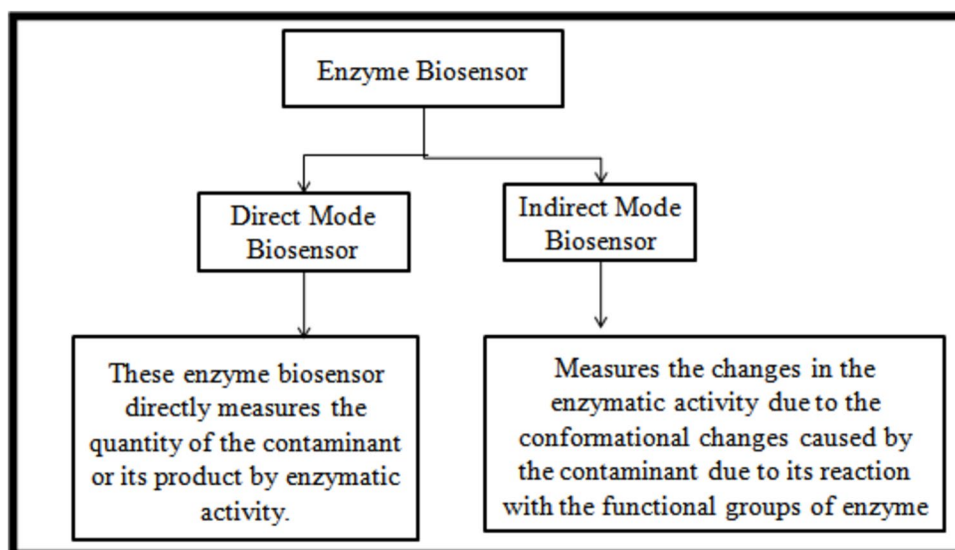 Enzyme Biosensor
Direct Mode
Biosensor
Indirect Mode
Biosensor
These enzyme biosensor
directly measures the
quantity of the contaminant
or its product by enzymatic
activity.
Measures the changes in the
enzymatic activity due to the
conformational changes caused by
the contaminant due to its reaction
with the functional groups of enzyme